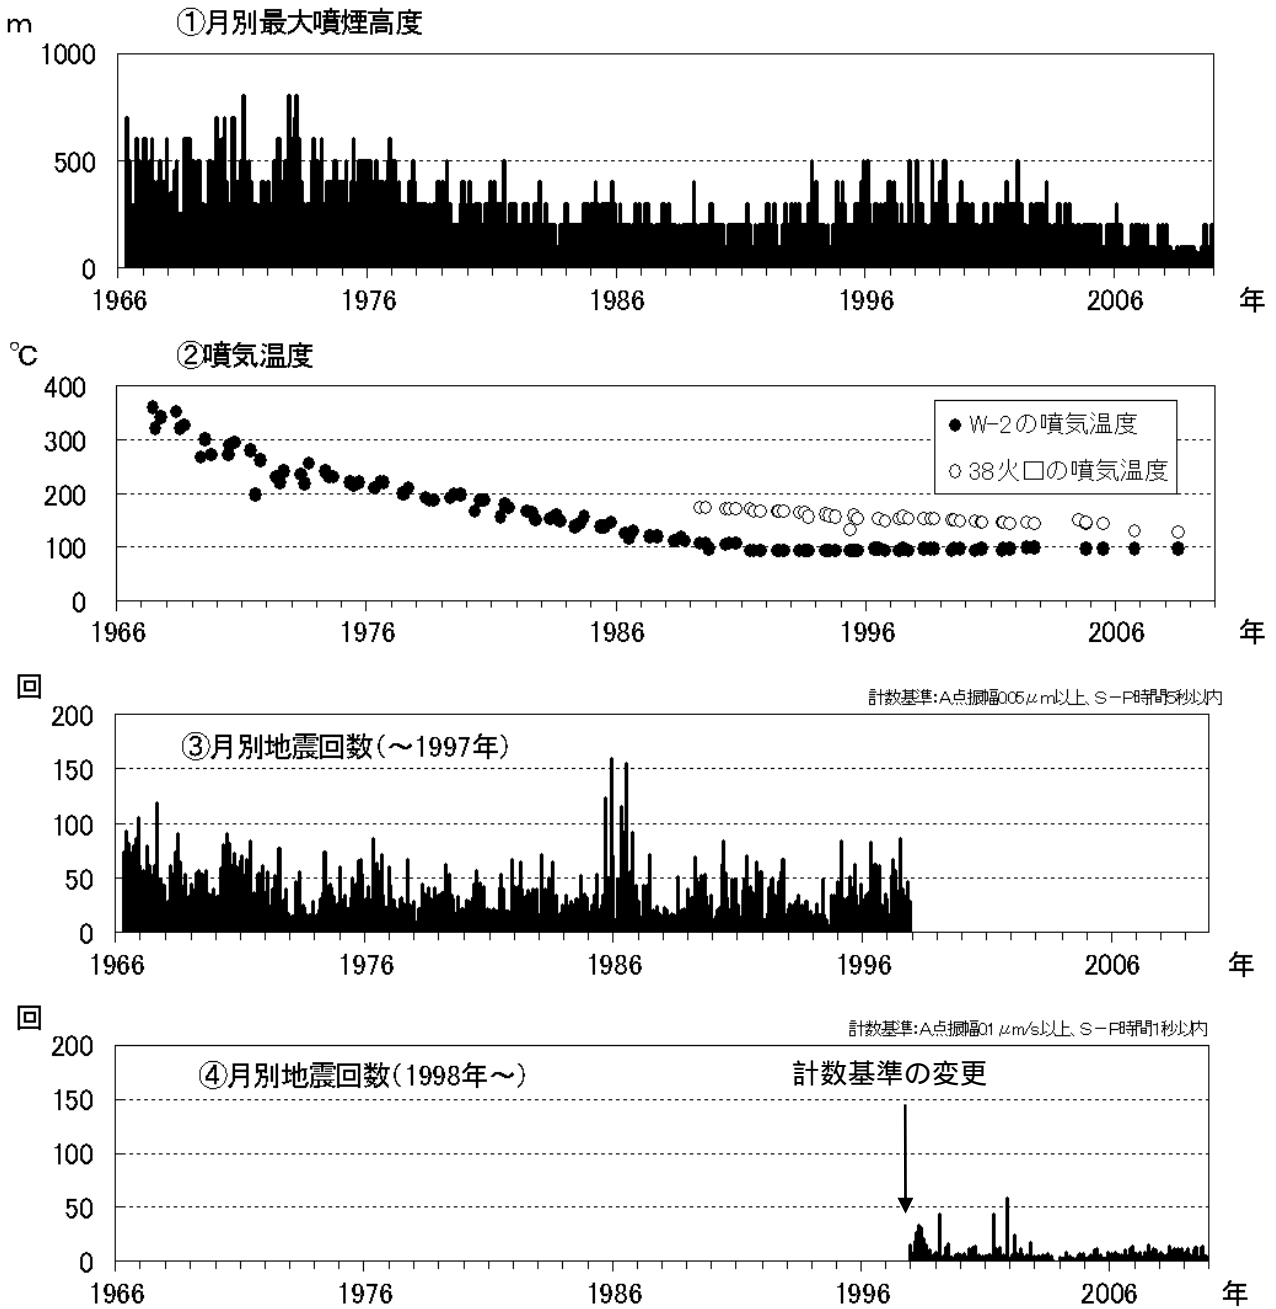 m ①月別最大噴煙高度
1000
500
0
1966 1976 1986 1996 2006 年
℃ ②噴気温度
400
300
200
100
0
● W-2の噴気温度
○ 38火口の噴気温度
1966 1976 1986 1996 2006 年
回 計数基準:A点振幅0.05μm以上、S-P時間5秒以内
200
③月別地震回数(~1997年)
150
100
50
0
1966 1976 1986 1996 2006 年
回 計数基準:A点振幅0.1μm/s以上、S-P時間1秒以内
200
④月別地震回数(1998年~) 計数基準の変更
150
100
50
0
1966 1976 1986 1996 2006 年